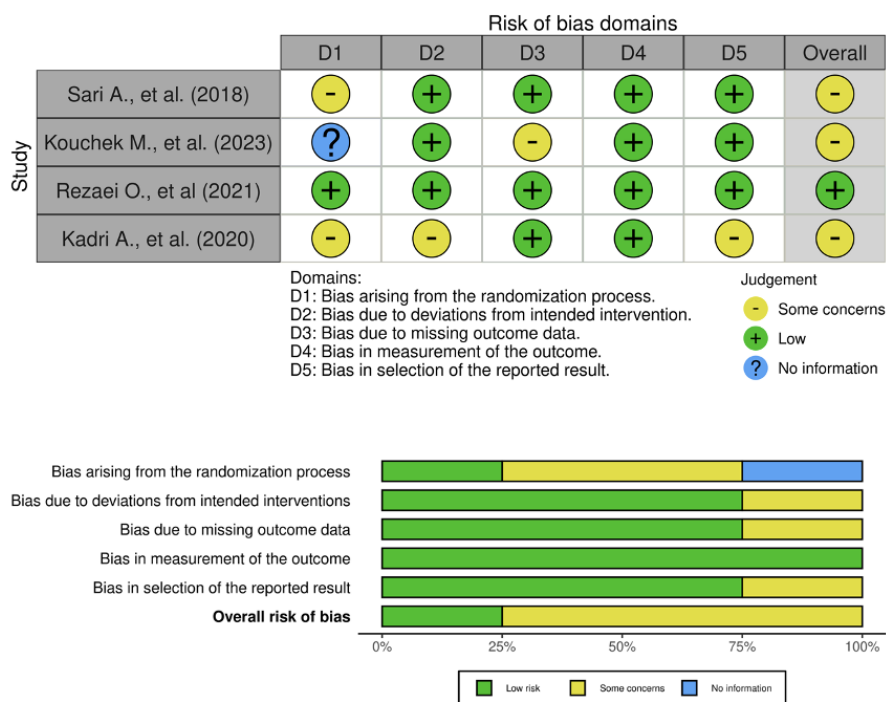 Risk of bias domains
D1 D2 D3 D4 D5 Overall
Study
Sari A., et al. (2018) - + + + + -
Kouchek M., et al. (2023) ? + - + + -
Rezaei O., et al (2021) + + + + + +
Kadri A., et al. (2020) - - + + - -
Domains:
D1: Bias arising from the randomization process.
D2: Bias due to deviations from intended intervention.
D3: Bias due to missing outcome data.
D4: Bias in measurement of the outcome.
D5: Bias in selection of the reported result.
Judgement
- Some concerns
+ Low
? No information
Bias arising from the randomization process
Bias due to deviations from intended interventions
Bias due to missing outcome data
Bias in measurement of the outcome
Bias in selection of the reported result
Overall risk of bias
0% 25% 50% 75% 100%
Low risk Some concerns No information